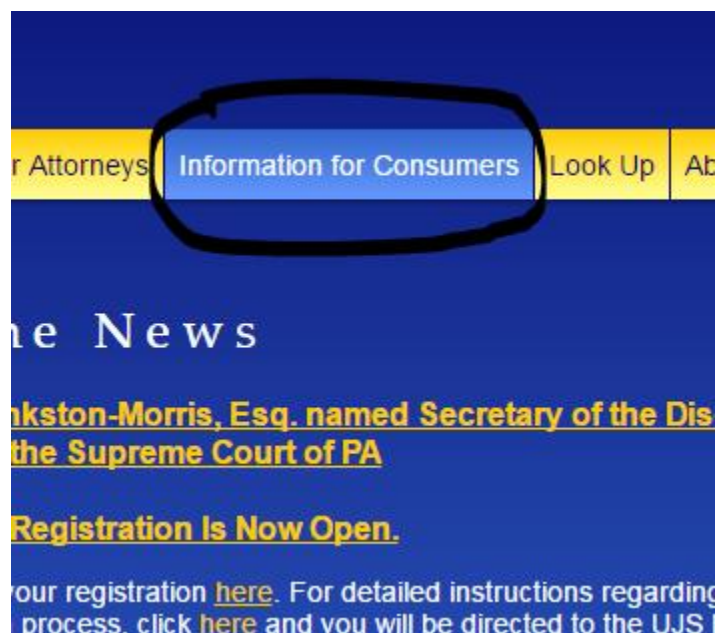 r Attorneys Information for Consumers Look Up Ab
he News
nkston-Morris, Esq. named Secretary of the Dis
the Supreme Court of PA
Registration Is Now Open.
your registration here. For detailed instructions regarding
process, click here and you will be directed to the UJS